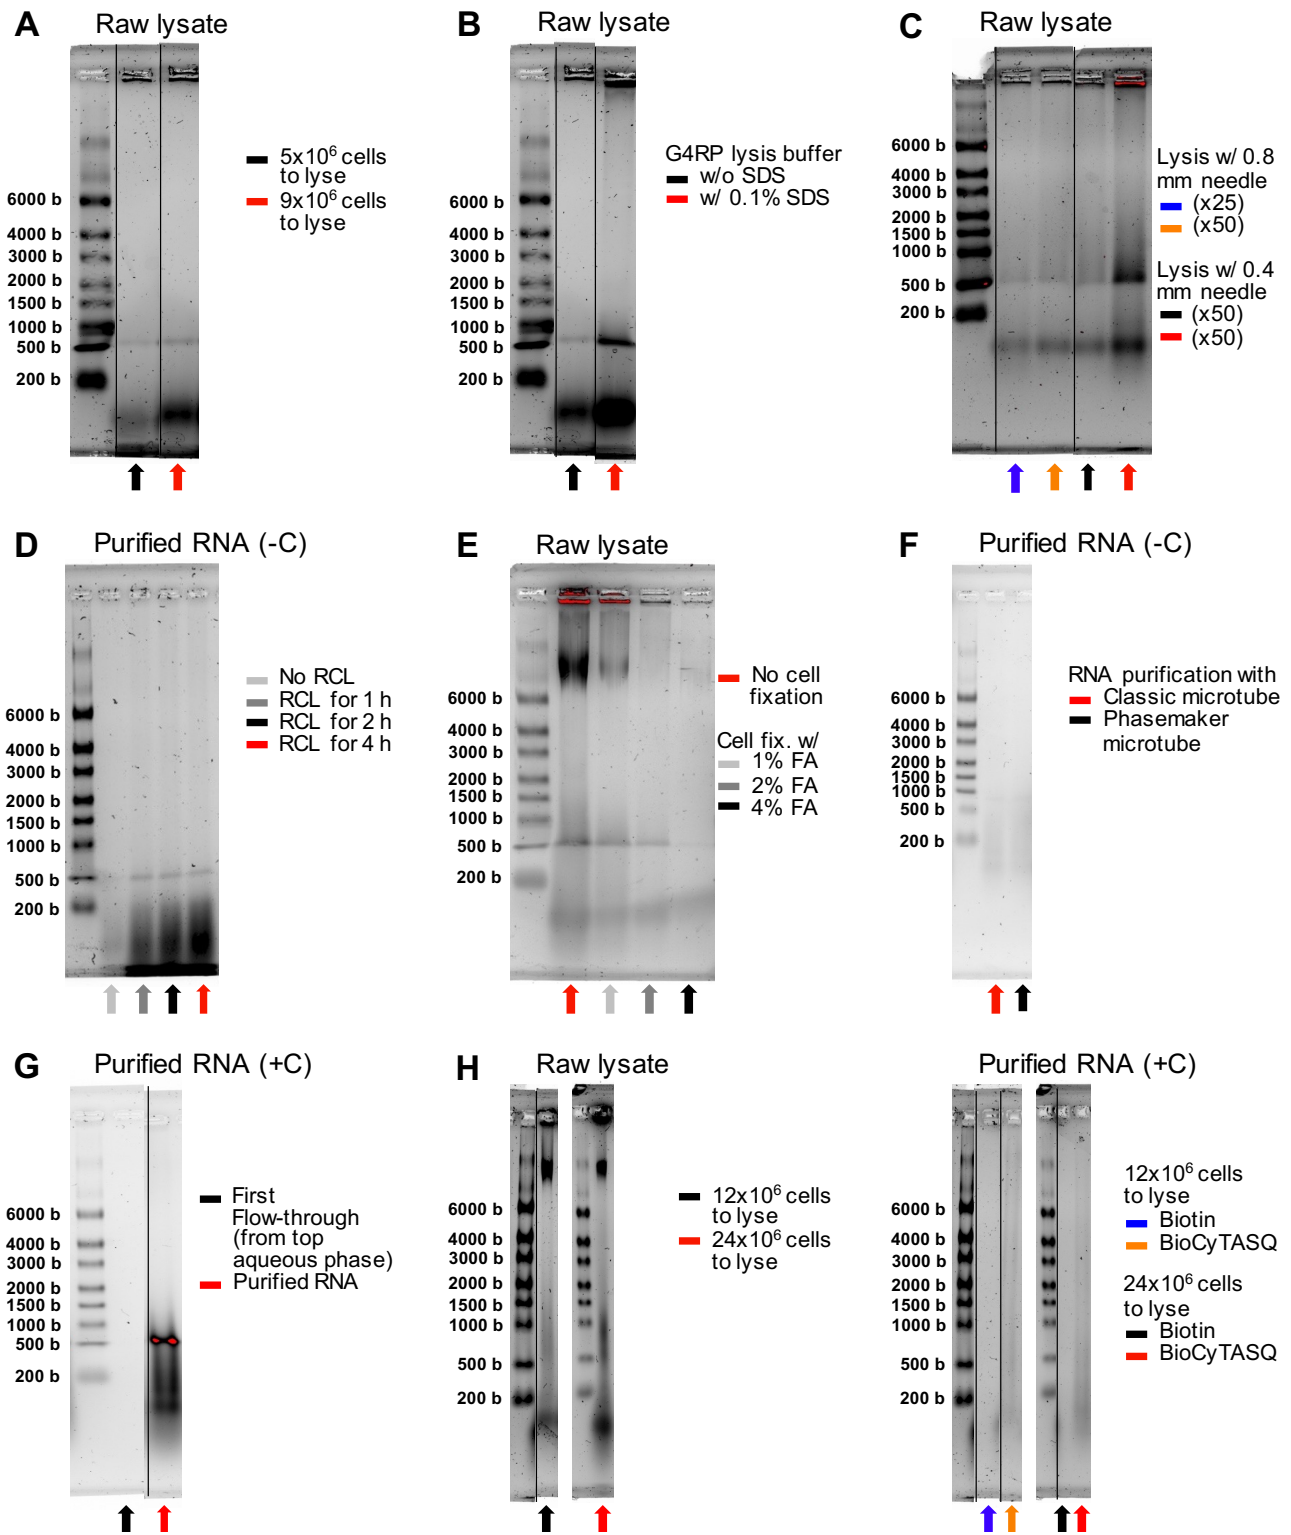 A
Raw lysate
6000 b
4000 b
3000 b
2000 b
1500 b
1000 b
500 b
200 b
5x10⁶ cells
to lyse
9x10⁶ cells
to lyse
B
Raw lysate
6000 b
4000 b
3000 b
2000 b
1500 b
1000 b
500 b
200 b
G4RP lysis buffer
w/o SDS
w/ 0.1% SDS
C
Raw lysate
6000 b
4000 b
3000 b
2000 b
1500 b
1000 b
500 b
200 b
Lysis w/ 0.8
mm needle
(x25)
(x50)
Lysis w/ 0.4
mm needle
(x50)
(x50)
D
Purified RNA (-C)
6000 b
4000 b
3000 b
2000 b
1500 b
1000 b
500 b
200 b
No RCL
RCL for 1 h
RCL for 2 h
RCL for 4 h
E
Raw lysate
6000 b
4000 b
3000 b
2000 b
1500 b
1000 b
500 b
200 b
No cell
fixation
Cell fix. w/
1% FA
2% FA
4% FA
F
Purified RNA (-C)
6000 b
4000 b
3000 b
2000 b
1500 b
1000 b
500 b
200 b
RNA purification with
Classic microtube
Phasemaker
microtube
G
Purified RNA (+C)
6000 b
4000 b
3000 b
2000 b
1500 b
1000 b
500 b
200 b
First
Flow-through
(from top
aqueous phase)
Purified RNA
H
Raw lysate
6000 b
4000 b
3000 b
2000 b
1500 b
1000 b
500 b
200 b
12x10⁶ cells
to lyse
24x10⁶ cells
to lyse
Purified RNA (+C)
6000 b
4000 b
3000 b
2000 b
1500 b
1000 b
500 b
200 b
12x10⁶ cells
to lyse
Biotin
BioCyTASQ
24x10⁶ cells
to lyse
Biotin
BioCyTASQ